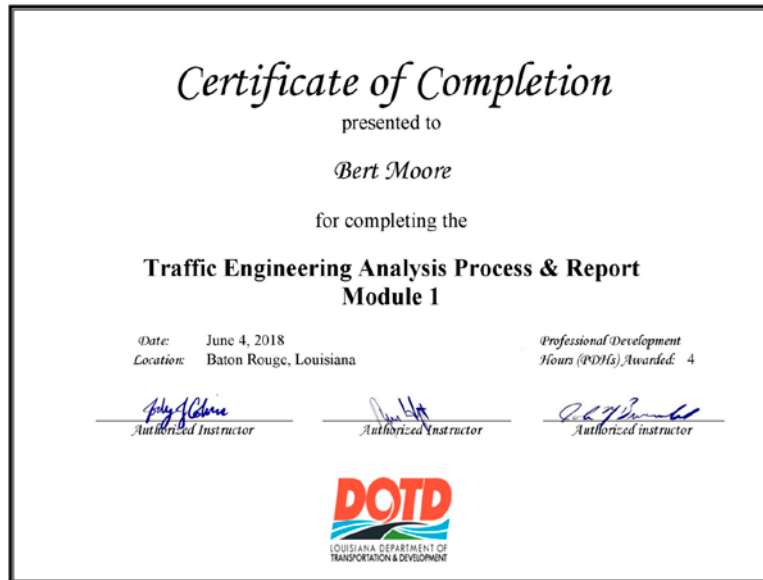 Certificate of Completion
presented to
Bert Moore
for completing the
Traffic Engineering Analysis Process & Report
Module 1
Date: June 4, 2018
Location: Baton Rouge, Louisiana
Professional Development
Hours (PDHs) Awarded: 4
Authorized Instructor
Authorized Instructor
Authorized instructor
DOTD
LOUISIANA DEPARTMENT OF
TRANSPORTATION & DEVELOPMENT